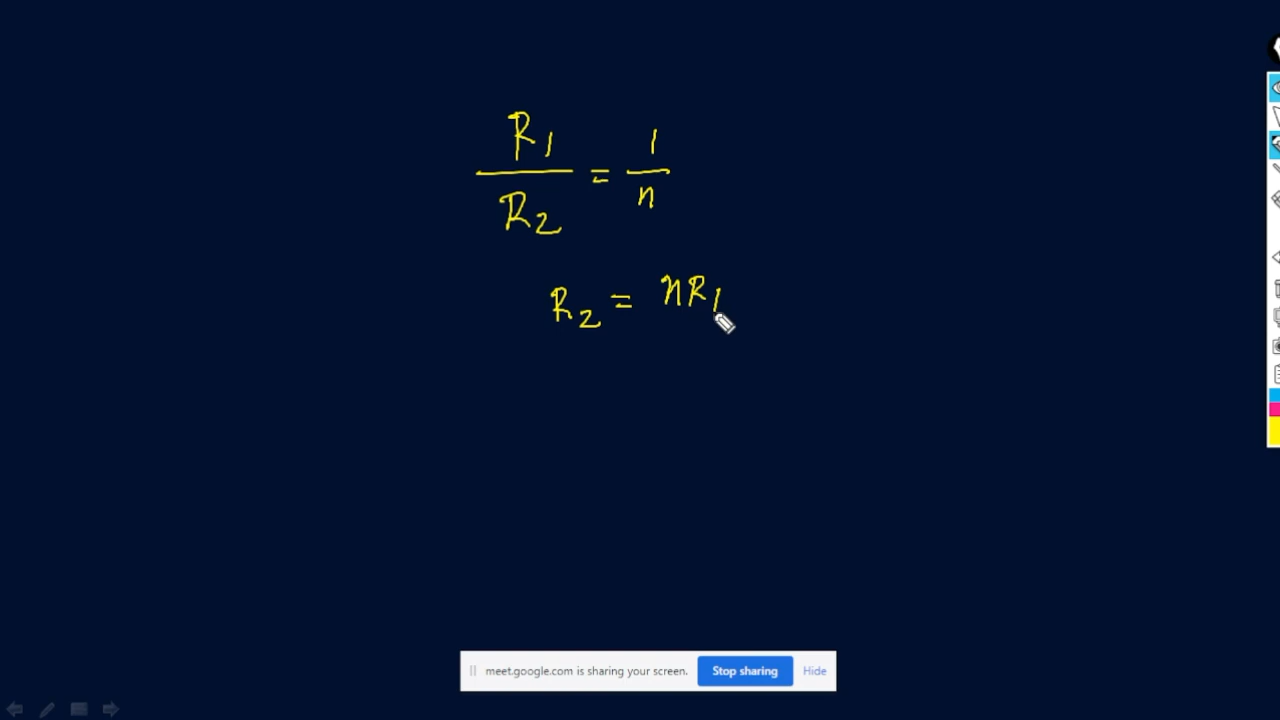 R1/R2 = 1/n
R2 = nR1
meet.google.com is sharing your screen. Stop sharing Hide